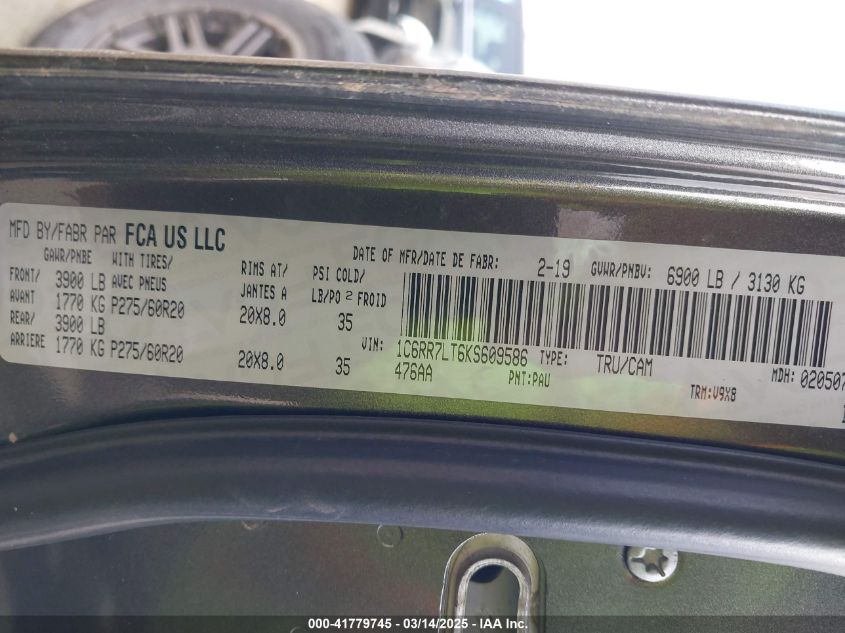 MFD BY/FABR PAR FCA US LLC
DATE OF MFR/DATE DE FABR: 2-19 GVWR/PNBV: 6900 LB / 3130 KG
GAWR/PNBE WITH TIRES/ RIMS AT/ PSI COLD/
FRONT/ 3900 LB AVEC PNEUS JANTES A LB/PO 2 FROID
AVANT 1770 KG P275/60R20 20X8.0 35
REAR/ 3900 LB
ARRIERE 1770 KG P275/60R20 20X8.0 35
VIN: 1C6RR7LT6KS609586 TYPE: TRU/CAM MDH: 020507
476AA PNT:PAU TRM:V9X8
000-41779745 - 03/14/2025 - IAA Inc.